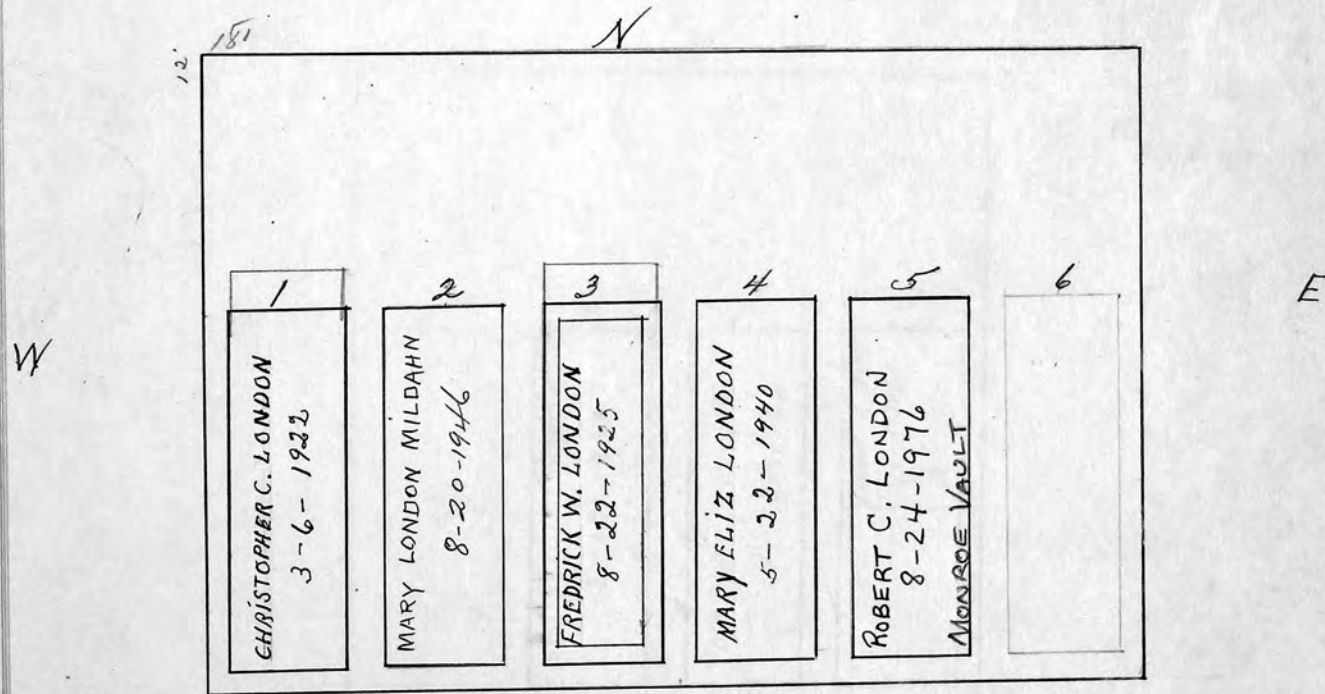 18'
12'
N
W
E
1
CHRISTOPHER C. LONDON
3-6-1922
2
MARY LONDON MILDAHN
8-20-1946
3
FREDRICK W. LONDON
8-22-1925
4
MARY ELIZ LONDON
5-22-1940
5
ROBERT C. LONDON
8-24-1976
MONROE VAULT
6